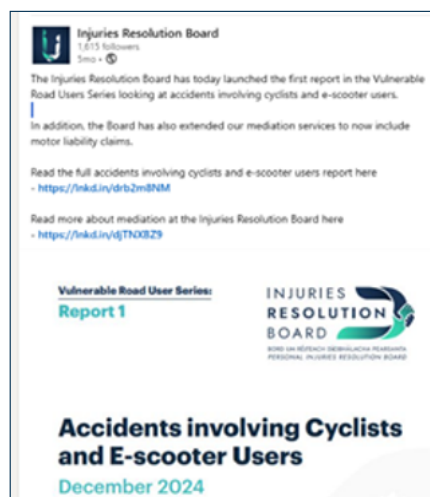 Injuries Resolution Board
1,615 followers
5mo •
The Injuries Resolution Board has today launched the first report in the Vulnerable
Road Users Series looking at accidents involving cyclists and e-scooter users.
In addition, the Board has also extended our mediation services to now include
motor liability claims.
Read the full accidents involving cyclists and e-scooter users report here
- https://lnkd.in/drb2m8NM
Read more about mediation at the Injuries Resolution Board here
- https://lnkd.in/djTNXBZ9
Vulnerable Road User Series:
Report 1
INJURIES
RESOLUTION
BOARD
PERSONAL INJURIES RESOLUTION BOARD
Accidents involving Cyclists
and E-scooter Users
December 2024